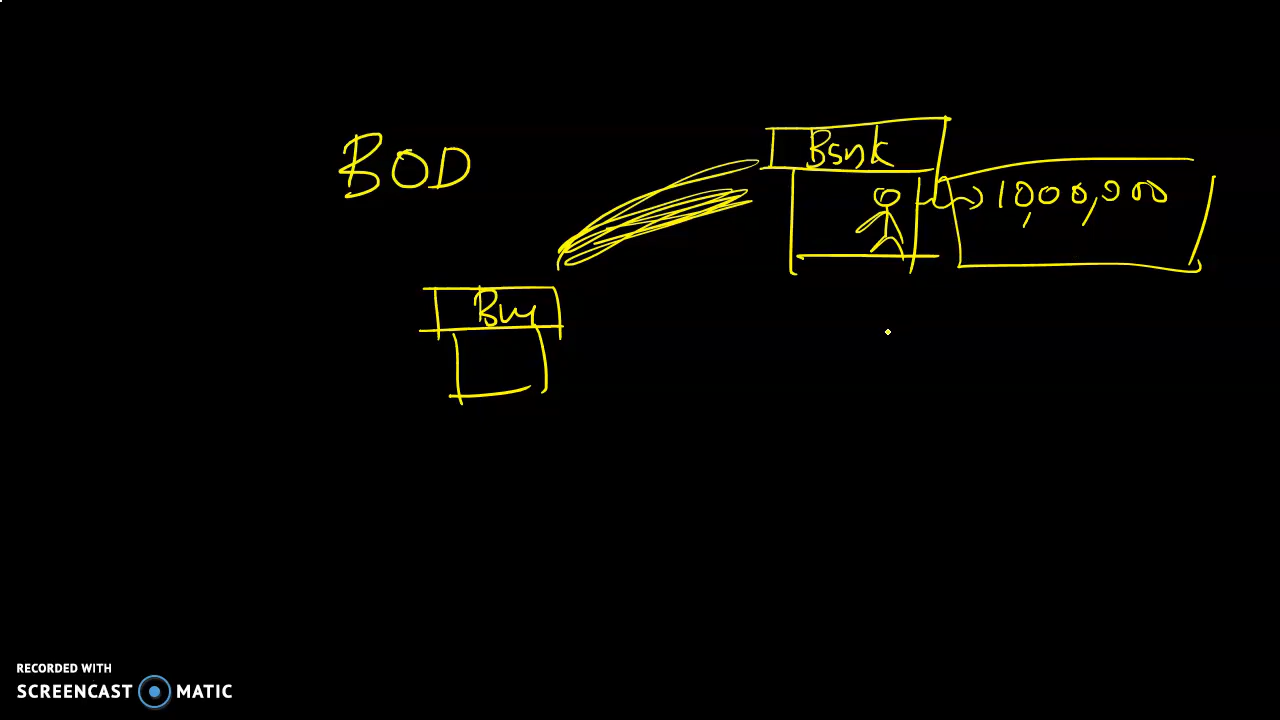 BOD
Bank
1,000,000
Buy
RECORDED WITH
SCREENCAST MATIC